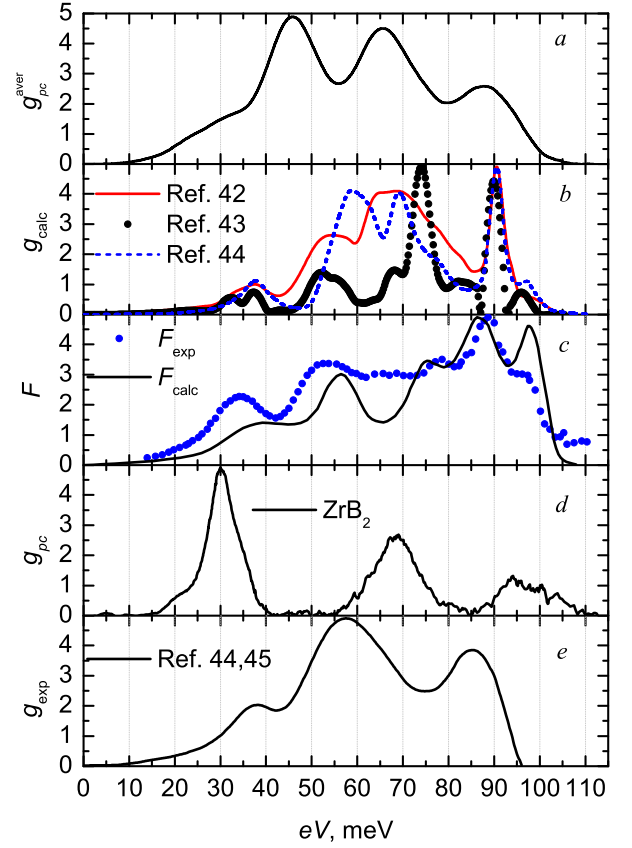 5
4
3
2
1
0
g_pc^aver
a
4
3
2
1
0
g_calc
Ref. 42
Ref. 43
Ref. 44
b
4
3
2
1
0
F
F_exp
F_calc
c
4
3
2
1
0
g_pc
ZrB₂
d
4
3
2
1
0
g_exp
Ref. 44,45
e
0 10 20 30 40 50 60 70 80 90 100 110
eV, meV